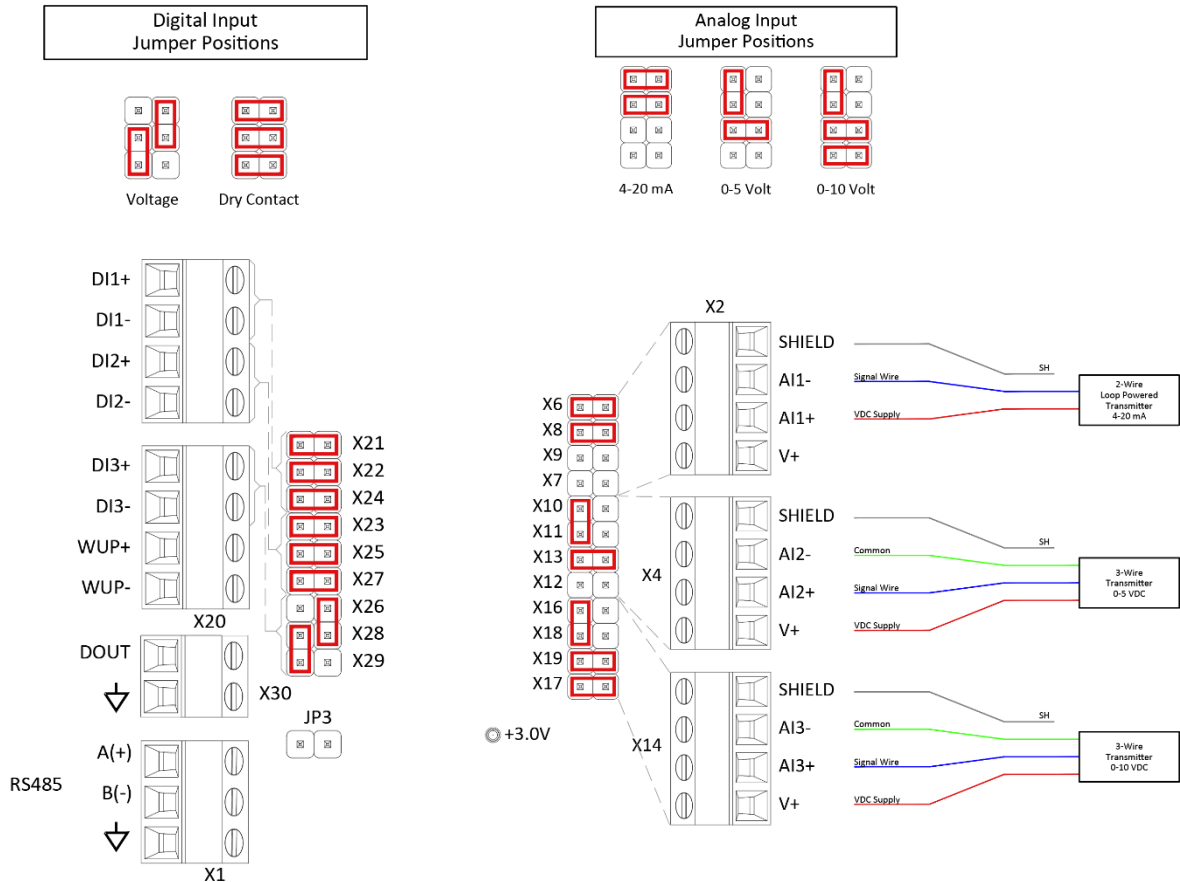 Digital Input
Jumper Positions
Analog Input
Jumper Positions
Voltage
Dry Contact
4-20 mA
0-5 Volt
0-10 Volt
DI1+
DI1-
DI2+
DI2-
DI3+
DI3-
WUP+
WUP-
X20
DOUT
X30
RS485
A(+)
B(-)
X1
X21
X22
X24
X23
X25
X27
X26
X28
X29
JP3
+3.0V
X6
X8
X9
X7
X10
X11
X13
X12
X16
X18
X19
X17
X2
SHIELD
AI1-
AI1+
V+
Signal Wire
VDC Supply
SH
2-Wire
Loop Powered
Transmitter
4-20 mA
X4
SHIELD
AI2-
AI2+
V+
Common
Signal Wire
VDC Supply
SH
3-Wire
Transmitter
0-5 VDC
X14
SHIELD
AI3-
AI3+
V+
Common
Signal Wire
VDC Supply
SH
3-Wire
Transmitter
0-10 VDC